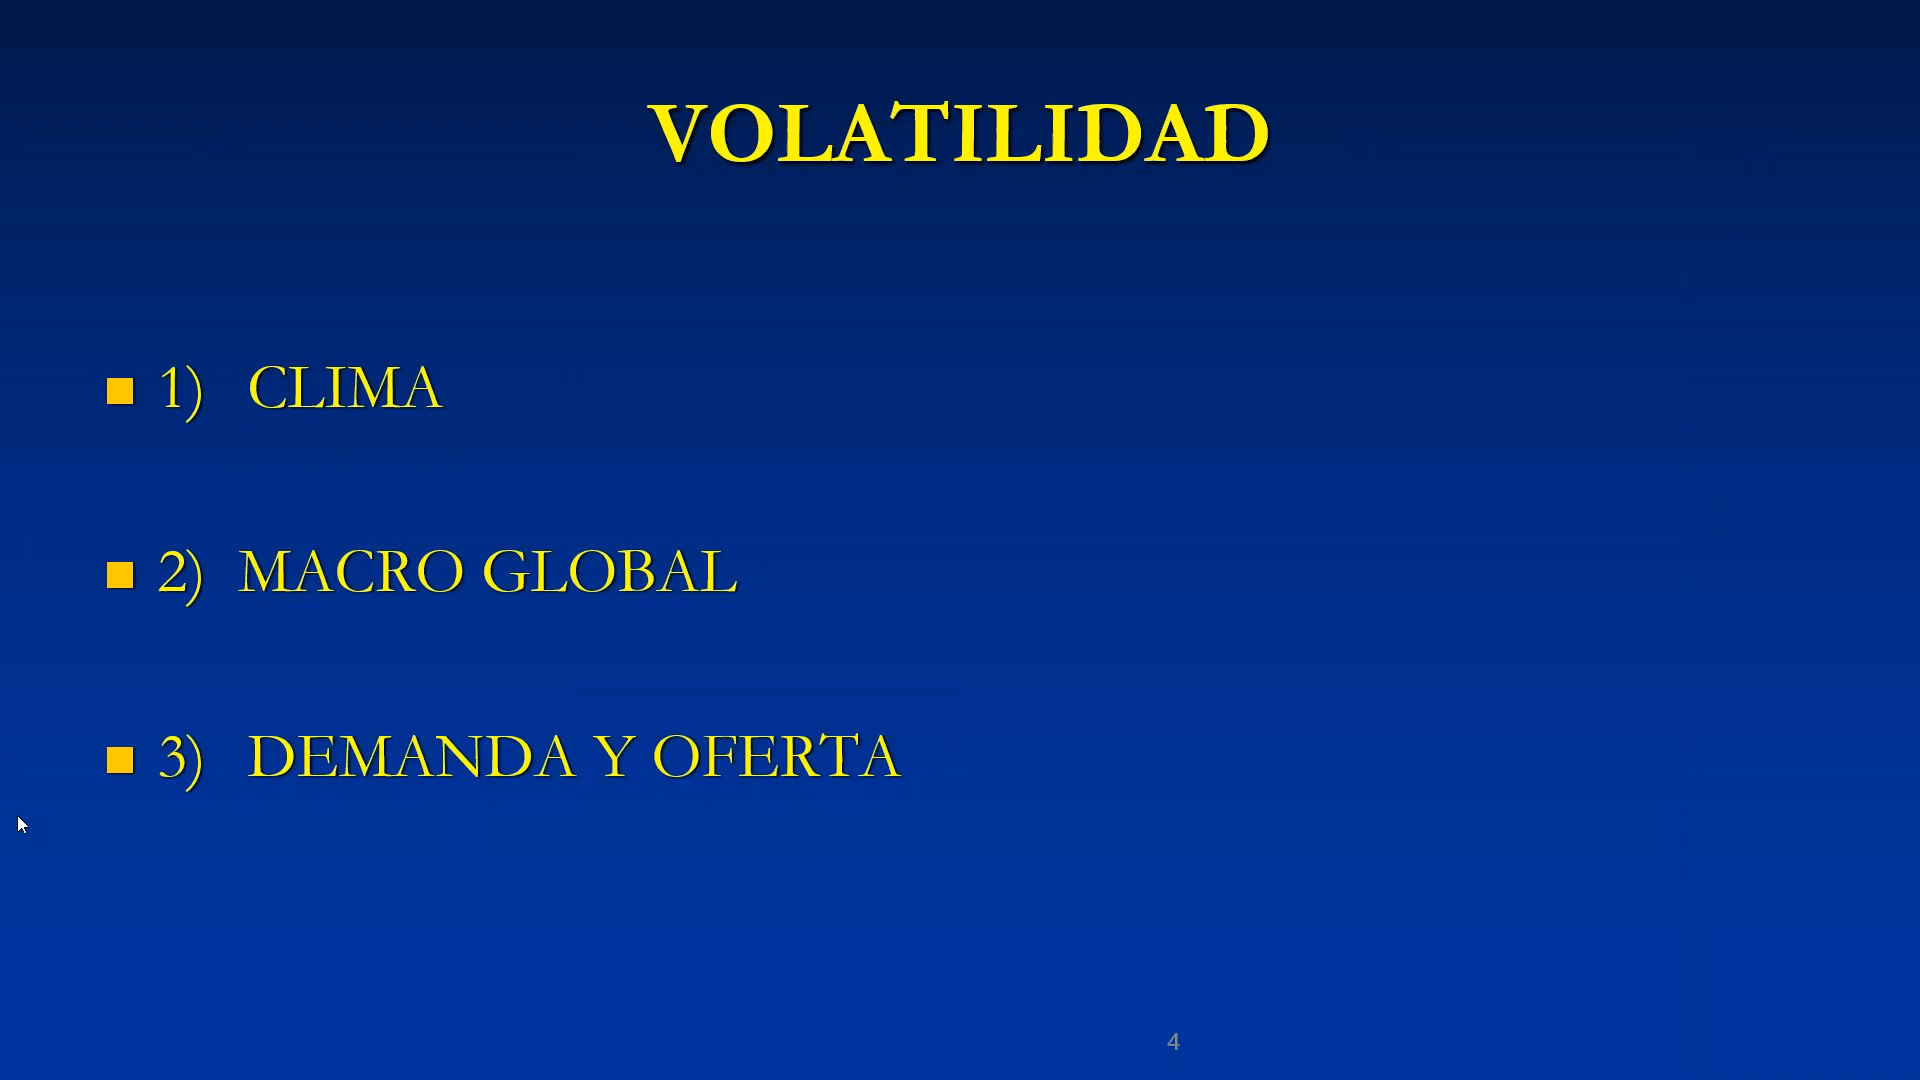 VOLATILIDAD
1) CLIMA
2) MACRO GLOBAL
3) DEMANDA Y OFERTA
4